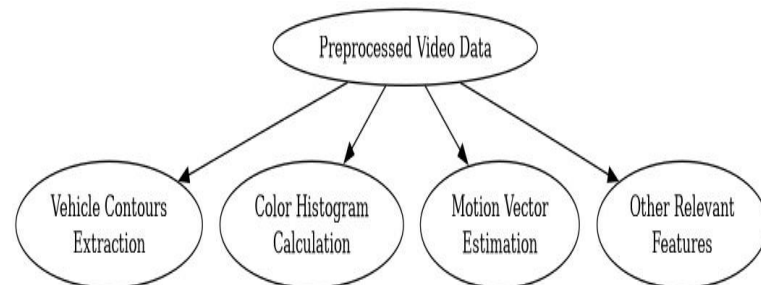 Preprocessed Video Data
Vehicle Contours
Extraction
Color Histogram
Calculation
Motion Vector
Estimation
Other Relevant
Features